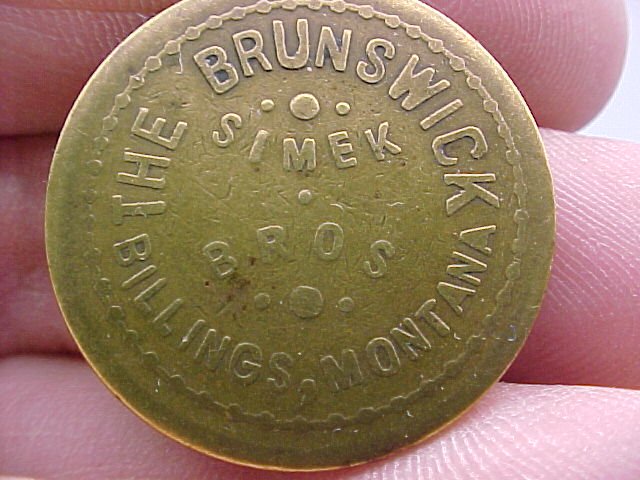 THE BRUNSWICK
SIMEK
BROS
BILLINGS, MONTANA